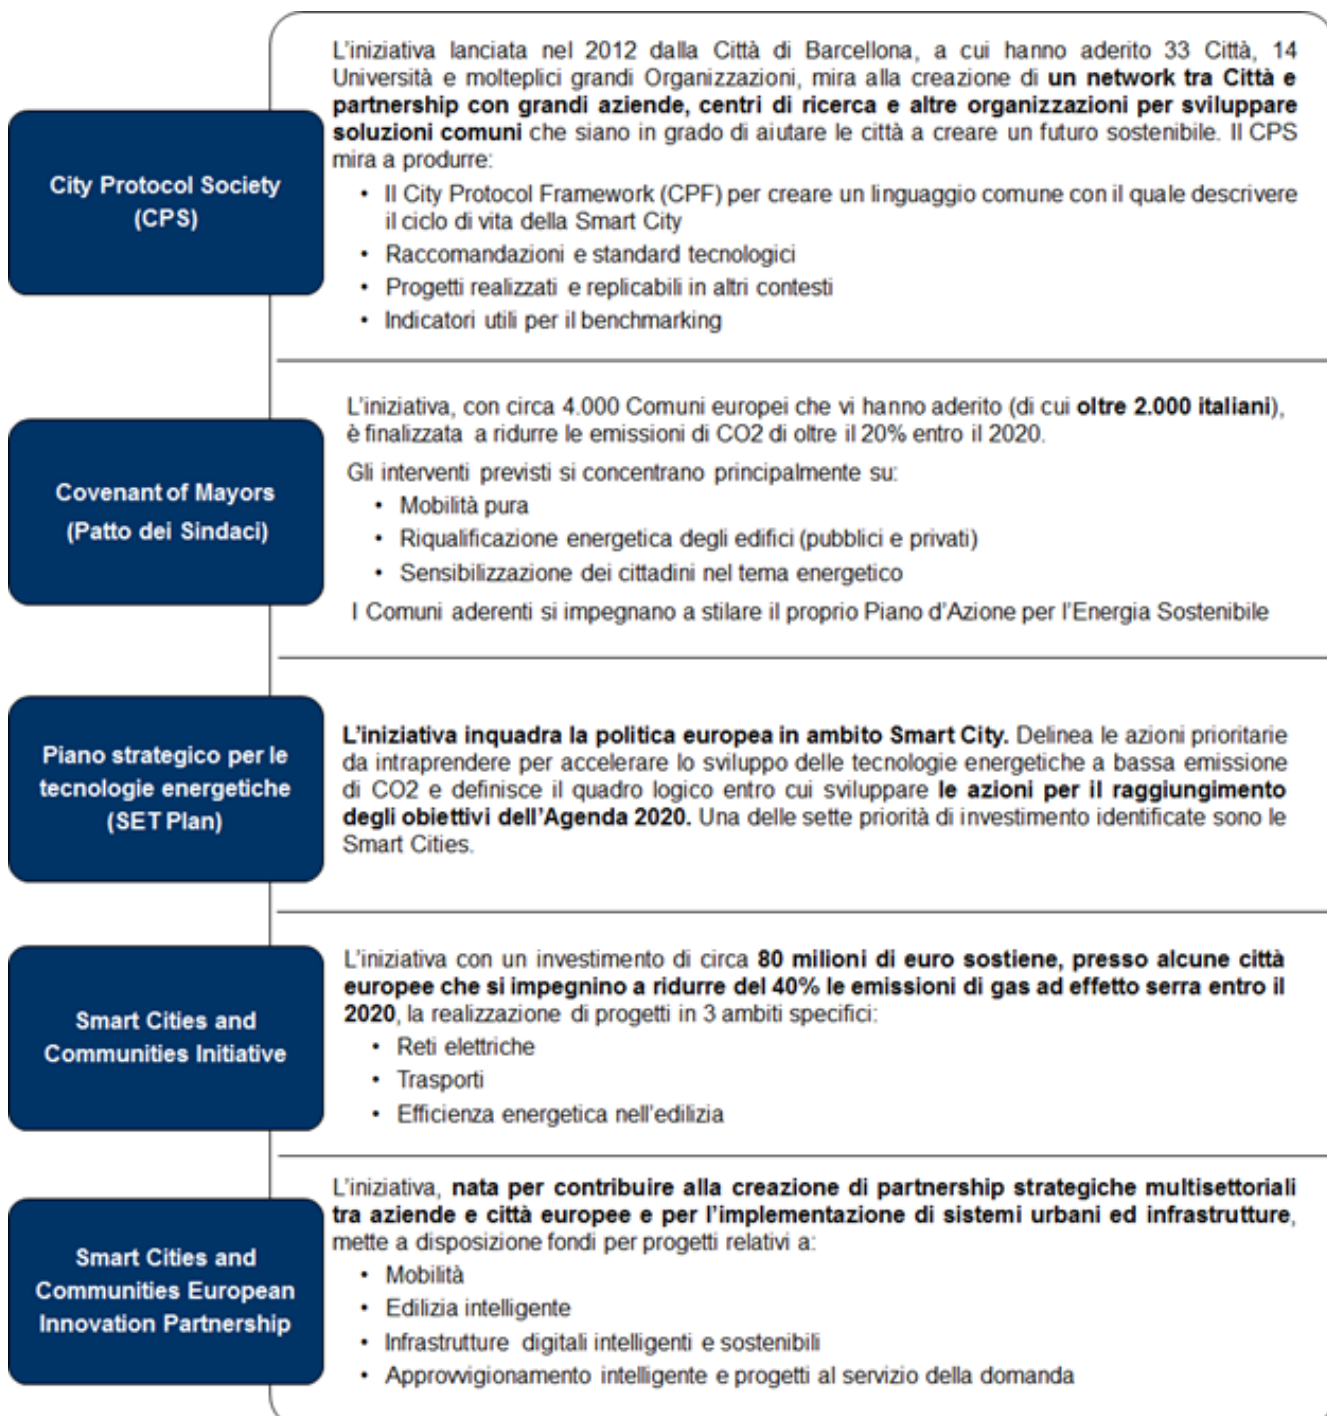 City Protocol Society
(CPS)
L'iniziativa lanciata nel 2012 dalla Città di Barcellona, a cui hanno aderito 33 Città, 14
Università e molteplici grandi Organizzazioni, mira alla creazione di un network tra Città e
partnership con grandi aziende, centri di ricerca e altre organizzazioni per sviluppare
soluzioni comuni che siano in grado di aiutare le città a creare un futuro sostenibile. Il CPS
mira a produrre:
• Il City Protocol Framework (CPF) per creare un linguaggio comune con il quale descrivere
il ciclo di vita della Smart City
• Raccomandazioni e standard tecnologici
• Progetti realizzati e replicabili in altri contesti
• Indicatori utili per il benchmarking
Covenant of Mayors
(Patto dei Sindaci)
L'iniziativa, con circa 4.000 Comuni europei che vi hanno aderito (di cui oltre 2.000 italiani),
è finalizzata a ridurre le emissioni di CO2 di oltre il 20% entro il 2020.
Gli interventi previsti si concentrano principalmente su:
• Mobilità pura
• Riqualificazione energetica degli edifici (pubblici e privati)
• Sensibilizzazione dei cittadini nel tema energetico
I Comuni aderenti si impegnano a stilare il proprio Piano d'Azione per l'Energia Sostenibile
Piano strategico per le
tecnologie energetiche
(SET Plan)
L'iniziativa inquadra la politica europea in ambito Smart City. Delinea le azioni prioritarie
da intraprendere per accelerare lo sviluppo delle tecnologie energetiche a bassa emissione
di CO2 e definisce il quadro logico entro cui sviluppare le azioni per il raggiungimento
degli obiettivi dell'Agenda 2020. Una delle sette priorità di investimento identificate sono le
Smart Cities.
Smart Cities and
Communities Initiative
L'iniziativa con un investimento di circa 80 milioni di euro sostiene, presso alcune città
europee che si impegnino a ridurre del 40% le emissioni di gas ad effetto serra entro il
2020, la realizzazione di progetti in 3 ambiti specifici:
• Reti elettriche
• Trasporti
• Efficienza energetica nell'edilizia
Smart Cities and
Communities European
Innovation Partnership
L'iniziativa, nata per contribuire alla creazione di partnership strategiche multisettoriali
tra aziende e città europee e per l'implementazione di sistemi urbani ed infrastrutture,
mette a disposizione fondi per progetti relativi a:
• Mobilità
• Edilizia intelligente
• Infrastrutture digitali intelligenti e sostenibili
• Approvvigionamento intelligente e progetti al servizio della domanda